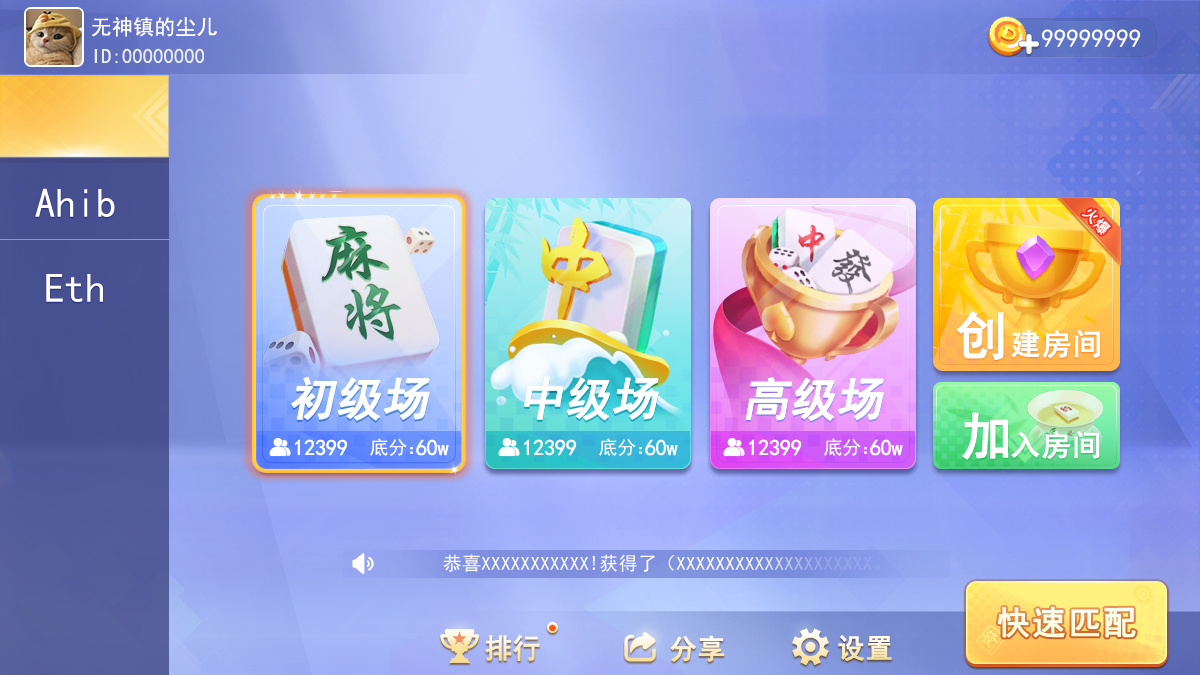 无神镇的尘儿
ID:00000000
99999999
Ahib
Eth
麻
将
初级场
12399 底分:60w
中
中级场
12399 底分:60w
中
發
高级场
12399 底分:60w
火爆
创建房间
加入房间
恭喜XXXXXXXXXXX!获得了（XXXXXXXXXXXXXXXXXXXX
排行
分享
设置
快速匹配